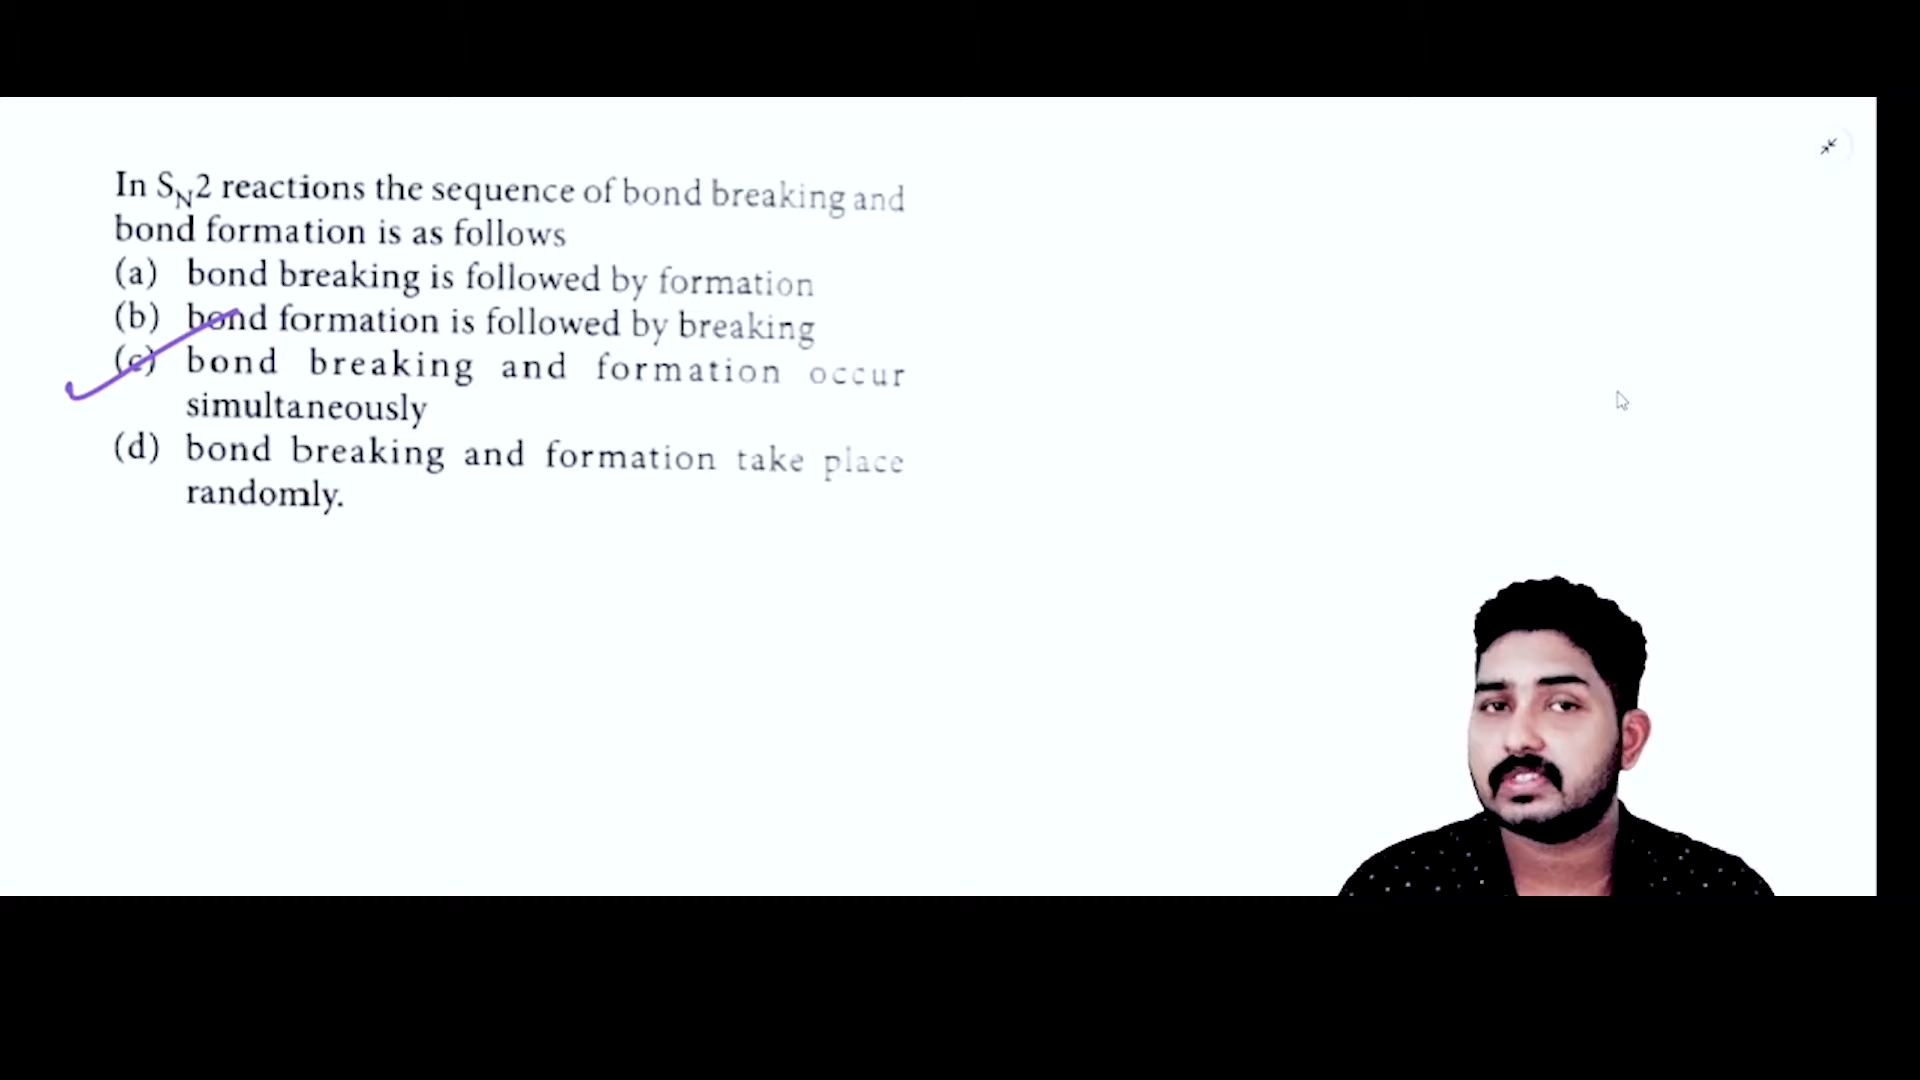 In SN2 reactions the sequence of bond breaking and
bond formation is as follows
(a) bond breaking is followed by formation
(b) bond formation is followed by breaking
(c) bond breaking and formation occur
simultaneously
(d) bond breaking and formation take place
randomly.